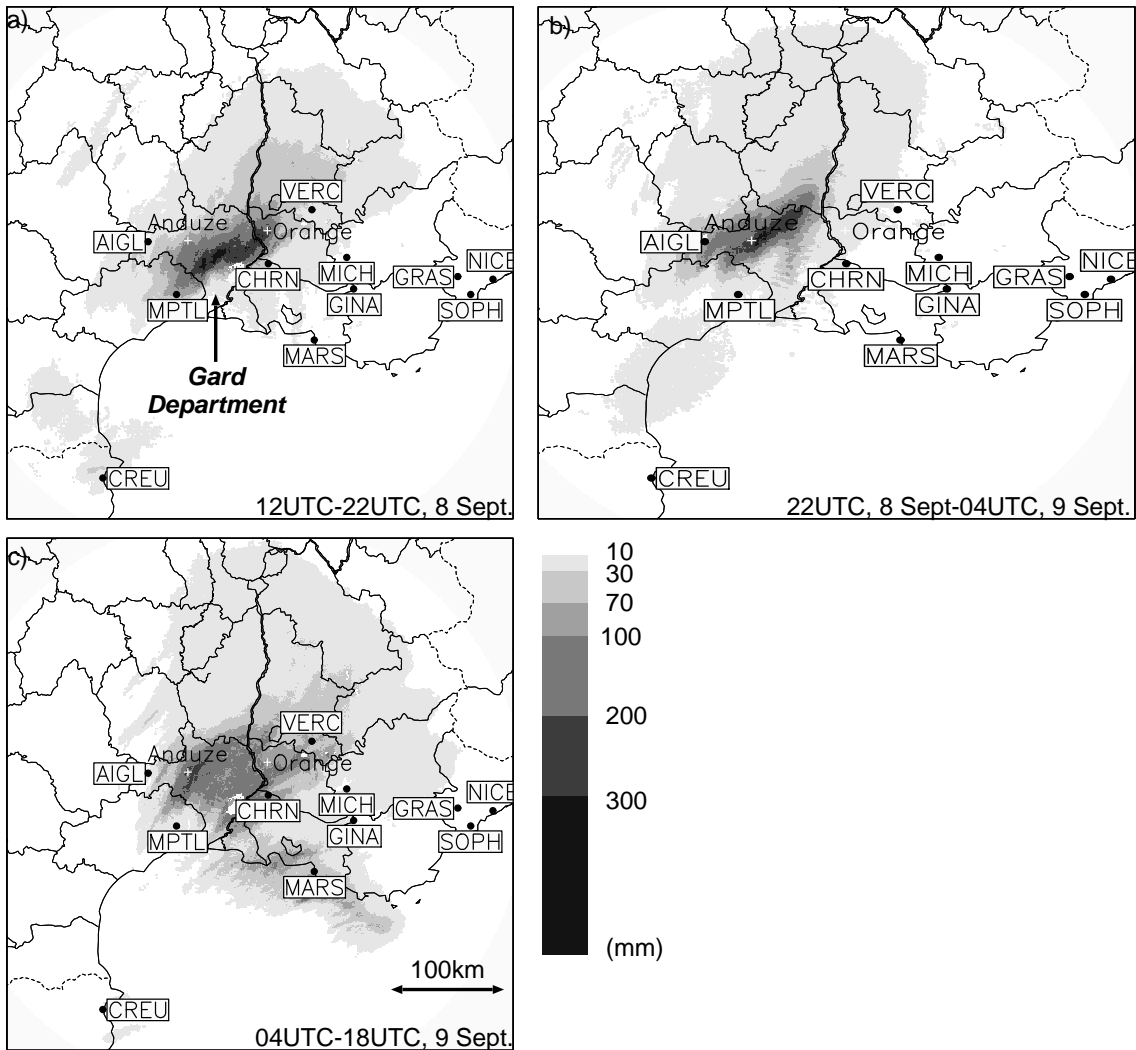 a)
VERC
Anduze
Orange
AIGL
CHRN
MICH
GRAS
NICE
MPTL
GINA
SOPH
MARS
Gard
Department
CREU
12UTC-22UTC, 8 Sept.
b)
VERC
Anduze
Orange
AIGL
CHRN
MICH
GRAS
NICE
MPTL
GINA
SOPH
MARS
CREU
22UTC, 8 Sept-04UTC, 9 Sept.
c)
VERC
Anduze
Orange
AIGL
CHRN
MICH
GRAS
NICE
MPTL
GINA
SOPH
MARS
100km
CREU
04UTC-18UTC, 9 Sept.
10
30
70
100
200
300
(mm)